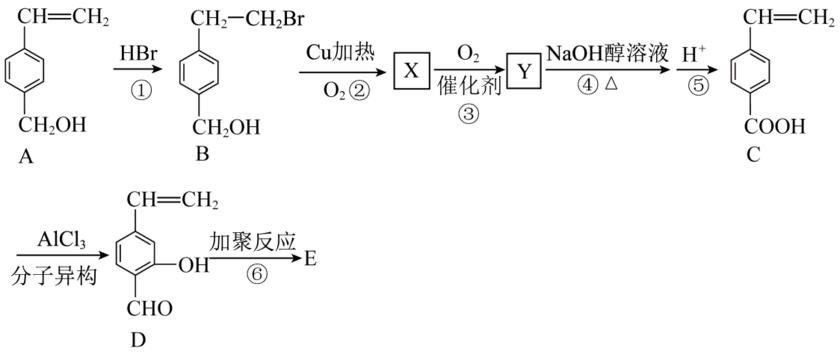 CH=CH₂
CH₂OH
A
HBr
①
CH₂—CH₂Br
CH₂OH
B
Cu加热
O₂②
X
O₂
催化剂
③
Y
NaOH醇溶液
④ △
H⁺
⑤
CH=CH₂
COOH
C
AlCl₃
分子异构
CH=CH₂
OH
CHO
D
加聚反应
⑥
E